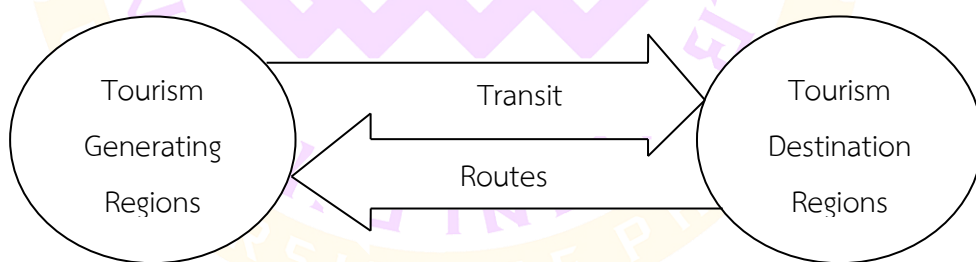 Tourism
Generating
Regions
Transit
Routes
Tourism
Destination
Regions